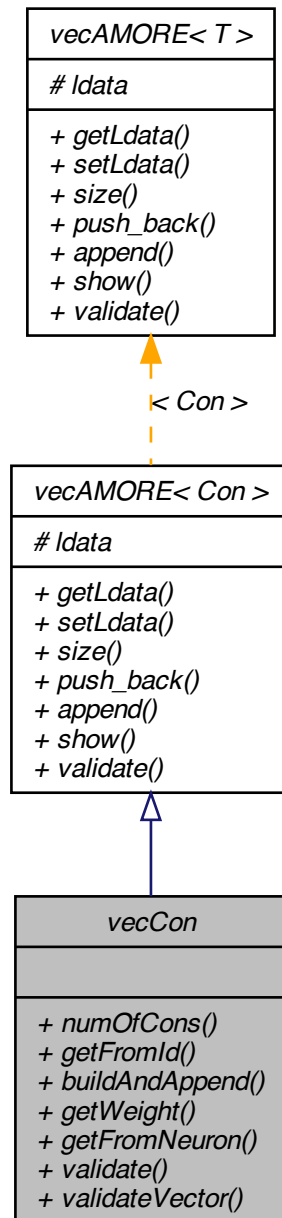 vecAMORE< T >
# ldata
+ getLdata()
+ setLdata()
+ size()
+ push_back()
+ append()
+ show()
+ validate()
< Con >
vecAMORE< Con >
# ldata
+ getLdata()
+ setLdata()
+ size()
+ push_back()
+ append()
+ show()
+ validate()
vecCon
+ numOfCons()
+ getFromId()
+ buildAndAppend()
+ getWeight()
+ getFromNeuron()
+ validate()
+ validateVector()